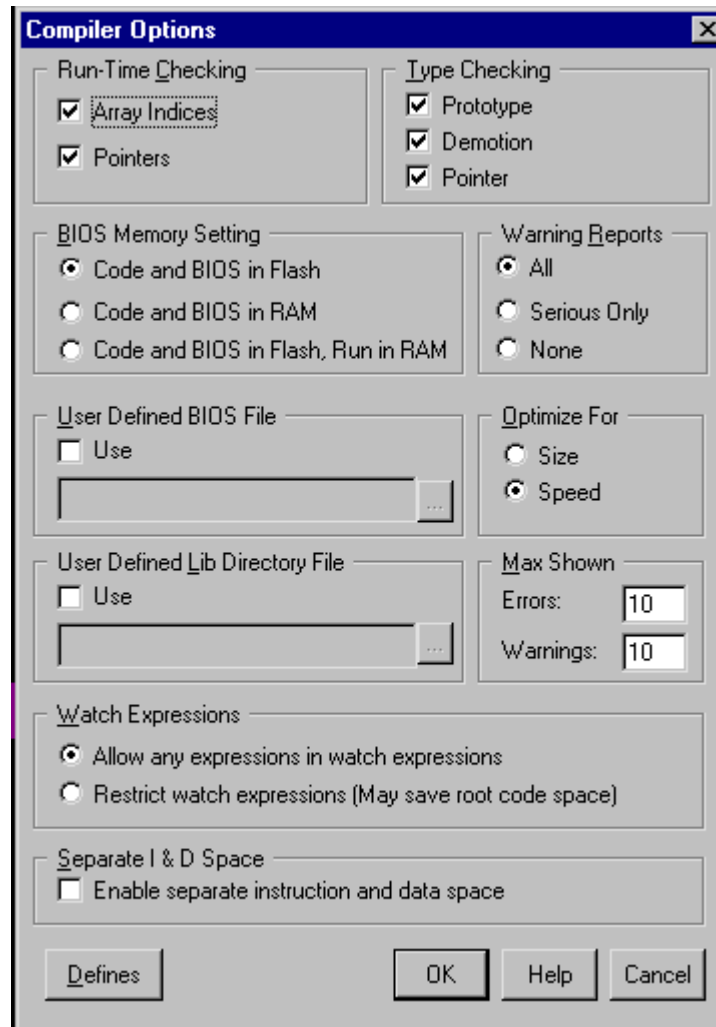 Compiler Options
Run-Time Checking
Array Indices
Pointers
Type Checking
Prototype
Demotion
Pointer
BIOS Memory Setting
Code and BIOS in Flash
Code and BIOS in RAM
Code and BIOS in Flash, Run in RAM
Warning Reports
All
Serious Only
None
User Defined BIOS File
Use
...
Optimize For
Size
Speed
User Defined Lib Directory File
Use
...
Max Shown
Errors: 10
Warnings: 10
Watch Expressions
Allow any expressions in watch expressions
Restrict watch expressions (May save root code space)
Separate I & D Space
Enable separate instruction and data space
Defines OK Help Cancel